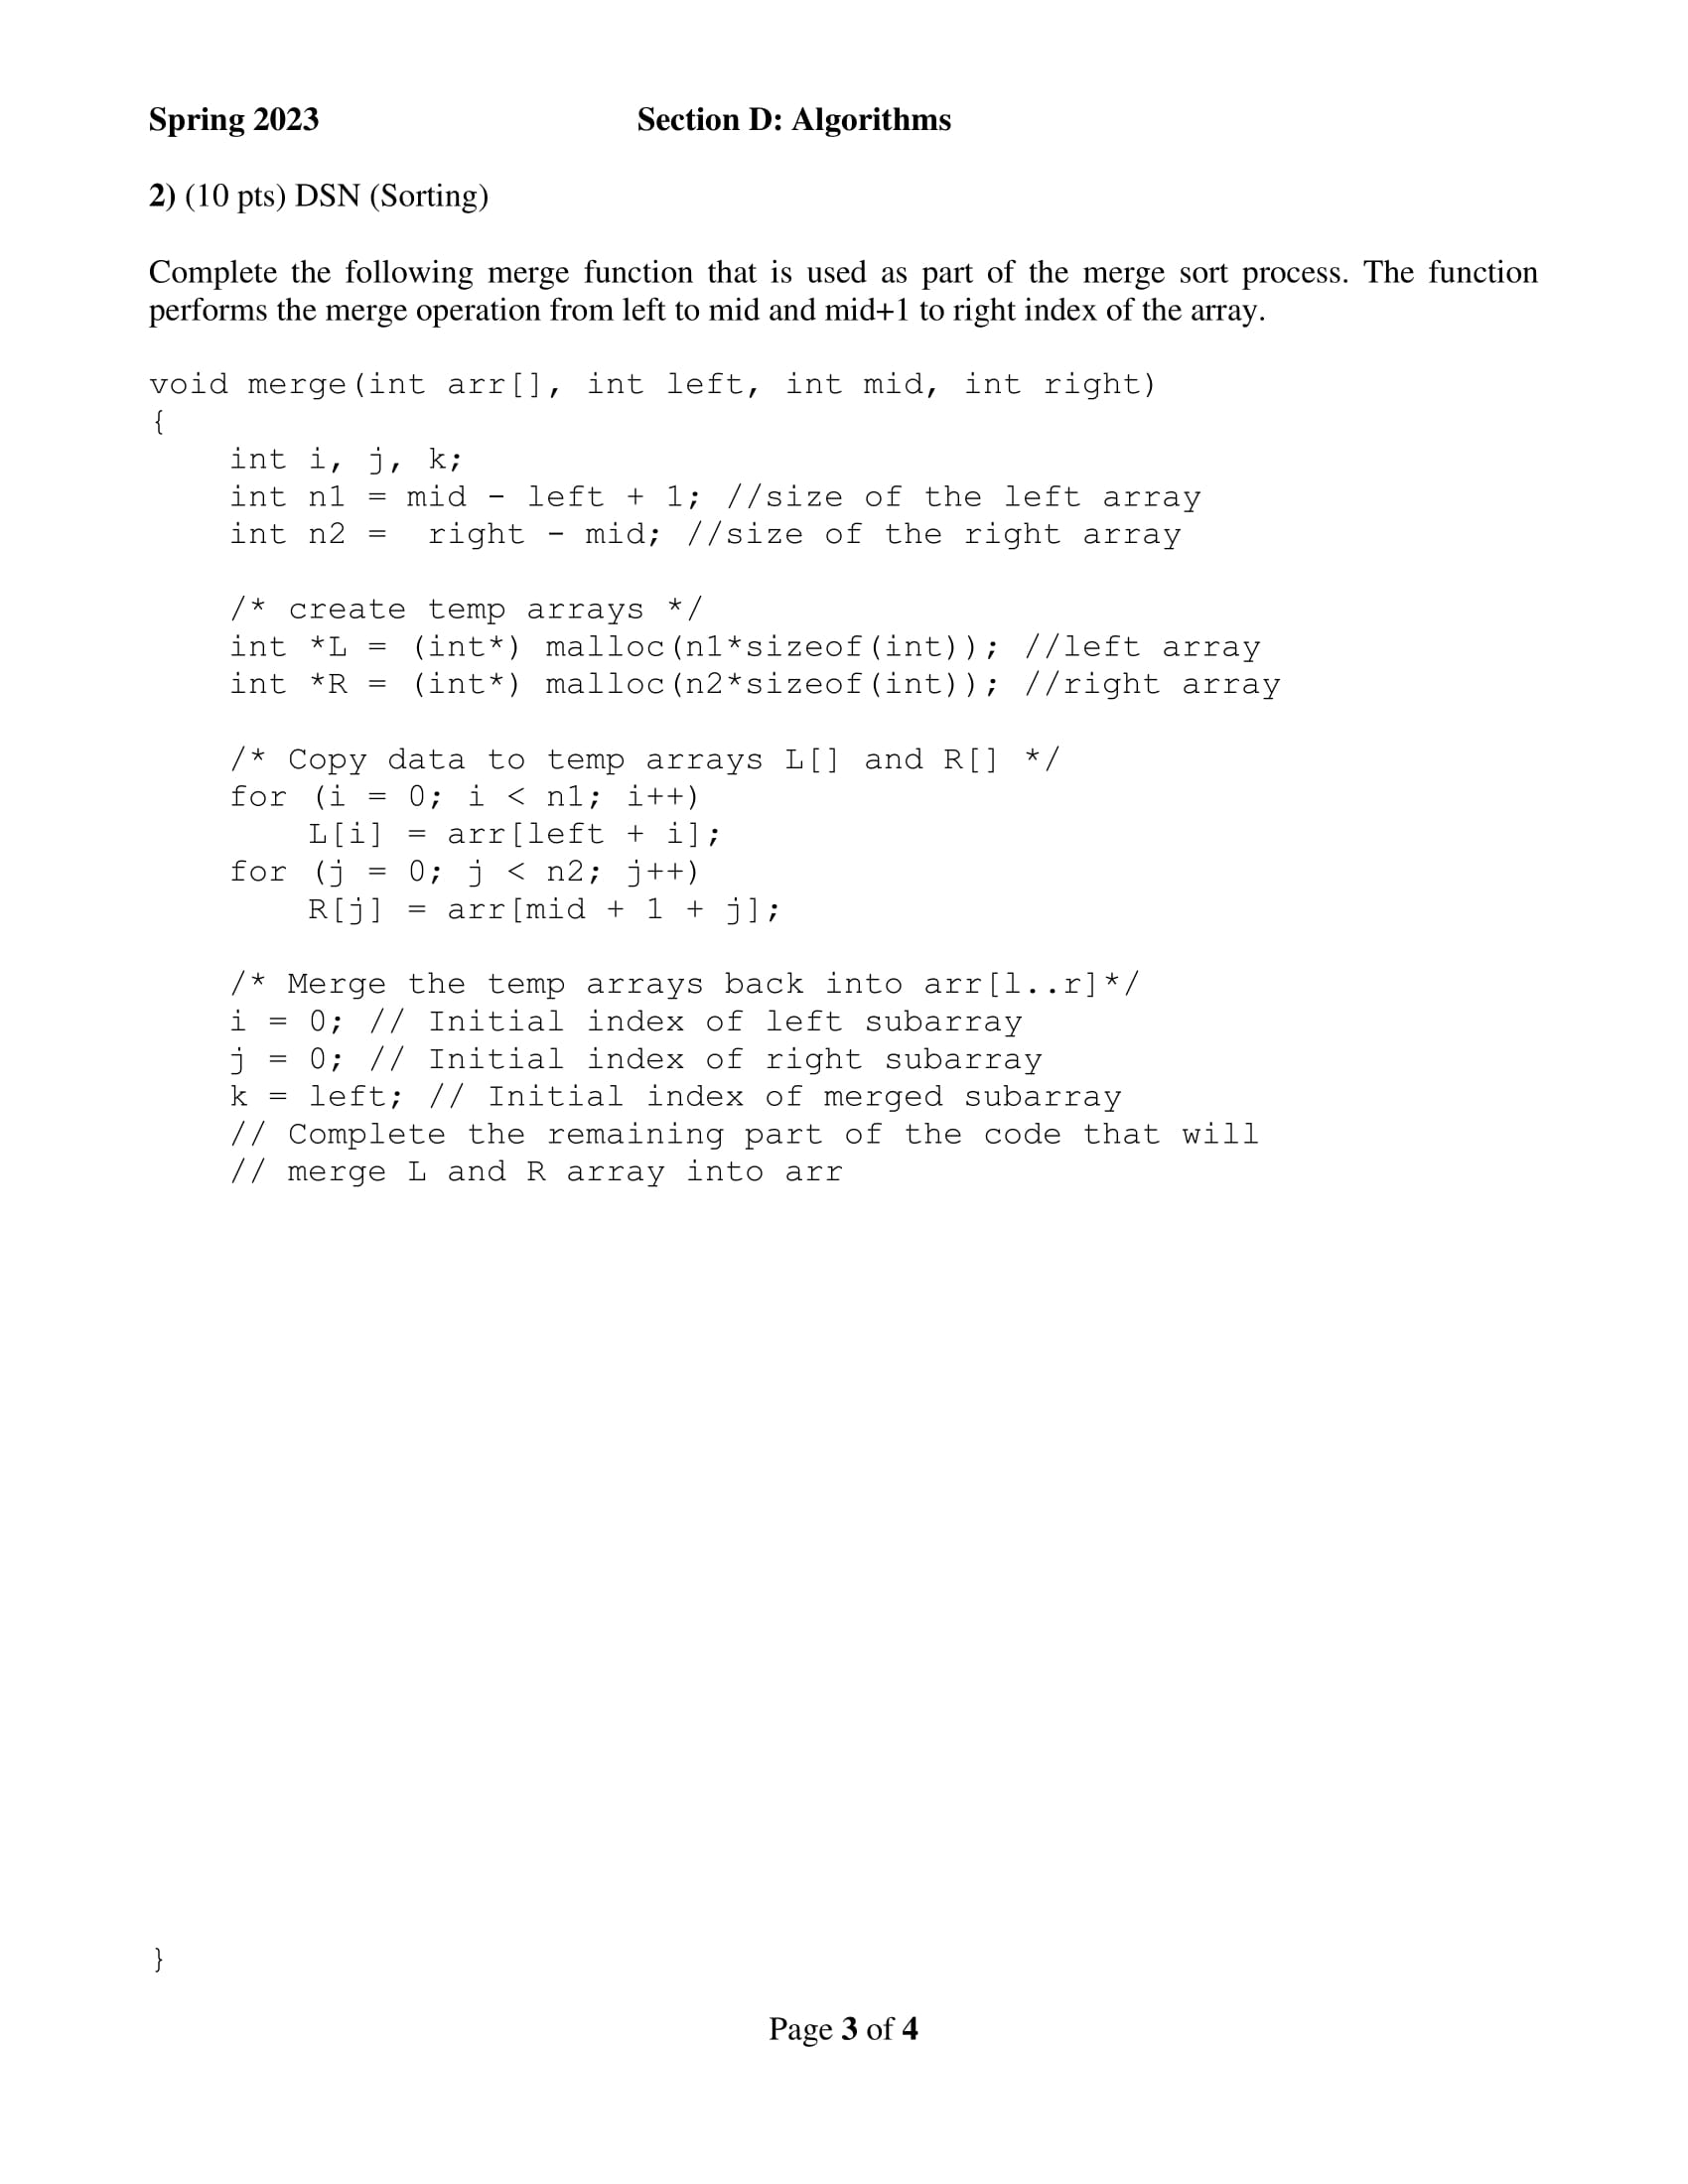 Spring 2023 Section D: Algorithms
2) (10 pts) DSN (Sorting)
Complete the following merge function that is used as part of the merge sort process. The function
performs the merge operation from left to mid and mid+1 to right index of the array.
void merge(int arr[], int left, int mid, int right)
{
    int i, j, k;
    int n1 = mid - left + 1; //size of the left array
    int n2 =  right - mid; //size of the right array
    /* create temp arrays */
    int *L = (int*) malloc(n1*sizeof(int)); //left array
    int *R = (int*) malloc(n2*sizeof(int)); //right array
    /* Copy data to temp arrays L[] and R[] */
    for (i = 0; i < n1; i++)
        L[i] = arr[left + i];
    for (j = 0; j < n2; j++)
        R[j] = arr[mid + 1 + j];
    /* Merge the temp arrays back into arr[l..r]*/
    i = 0; // Initial index of left subarray
    j = 0; // Initial index of right subarray
    k = left; // Initial index of merged subarray
    // Complete the remaining part of the code that will
    // merge L and R array into arr
}
Page 3 of 4